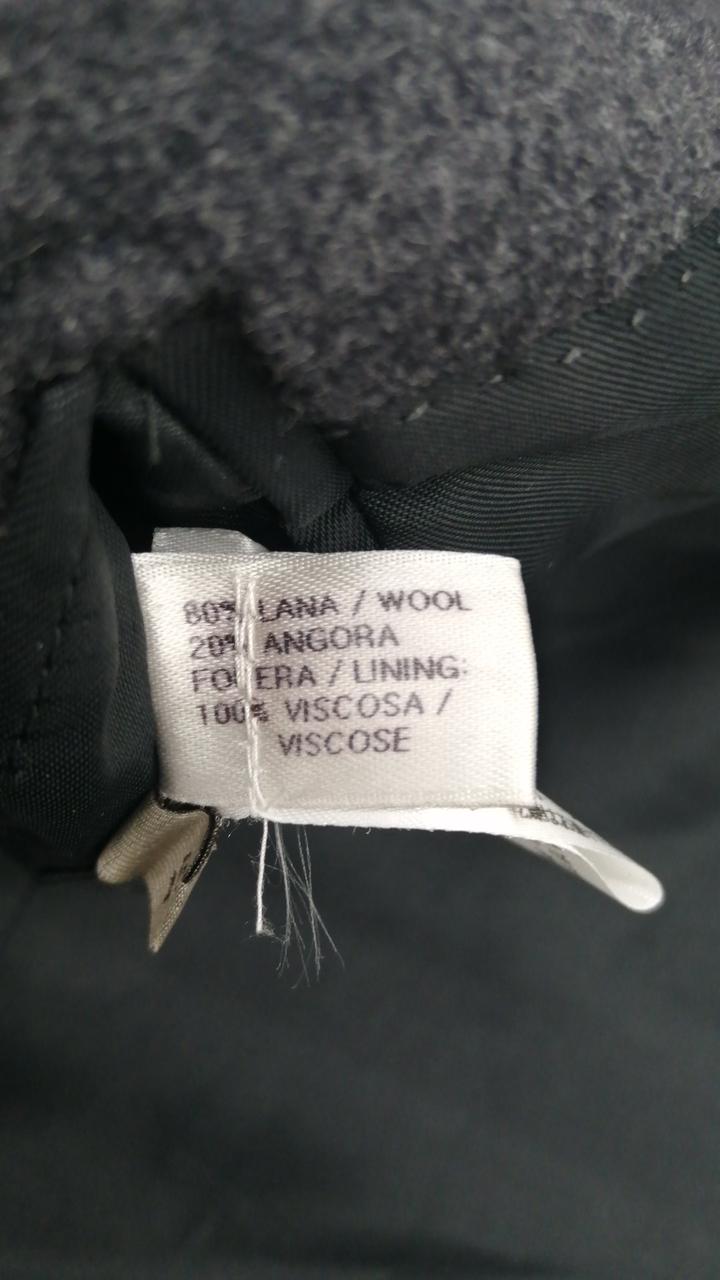 80% LANA / WOOL
20% ANGORA
FODERA / LINING:
100% VISCOSA /
VISCOSE